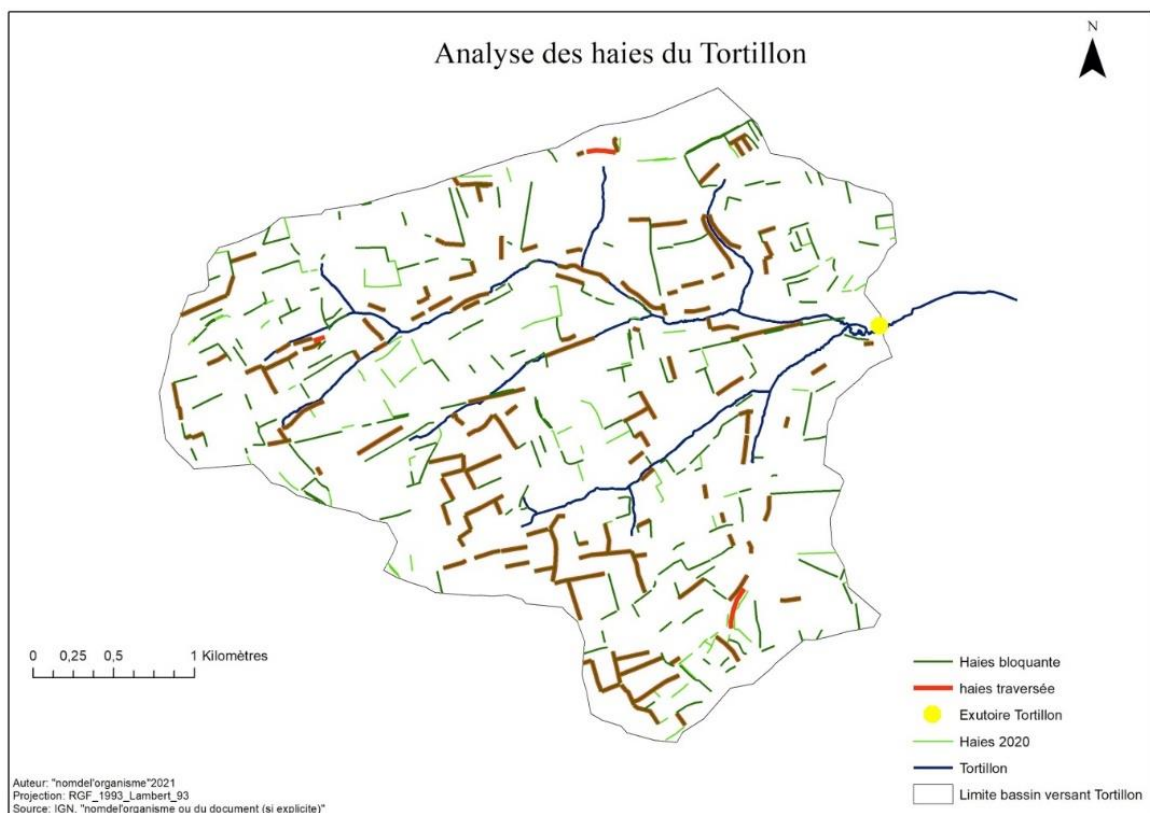 Analyse des haies du Tortillon
N
0 0,25 0,5 1 Kilomètres
Haies bloquante
haies traversée
Exutoire Tortillon
Haies 2020
Tortillon
Limite bassin versant Tortillon
Auteur: "nomdel'organisme"2021
Projection: RGF_1993_Lambert_93
Source: IGN, "nomdel'organisme ou du document (si explicite)"